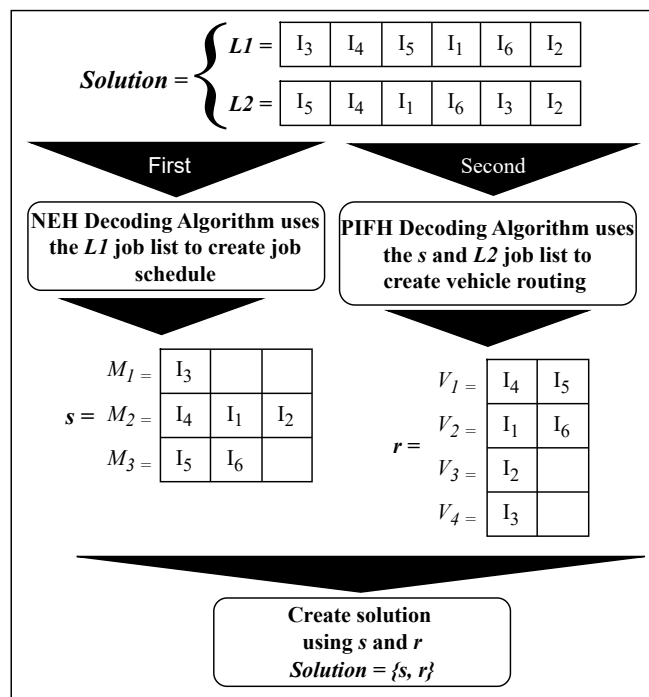 L1 = I3 I4 I5 I1 I6 I2
Solution =
L2 = I5 I4 I1 I6 I3 I2
First
Second
NEH Decoding Algorithm uses
the L1 job list to create job
schedule
PIFH Decoding Algorithm uses
the s and L2 job list to
create vehicle routing
M1 = I3
s = M2 = I4 I1 I2
M3 = I5 I6
V1 = I4 I5
V2 = I1 I6
r =
V3 = I2
V4 = I3
Create solution
using s and r
Solution = {s, r}